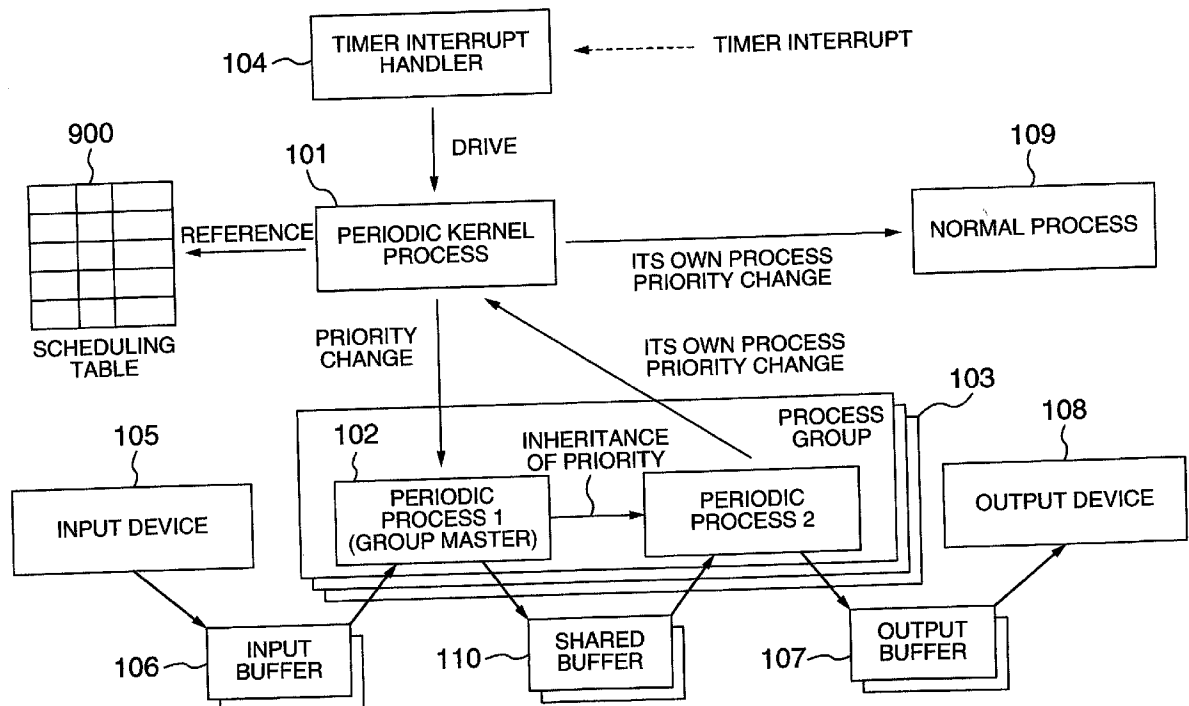 TIMER INTERRUPT
HANDLER
104
TIMER INTERRUPT
DRIVE
900
101
109
REFERENCE
PERIODIC KERNEL
PROCESS
NORMAL PROCESS
ITS OWN PROCESS
PRIORITY CHANGE
SCHEDULING
TABLE
PRIORITY
CHANGE
ITS OWN PROCESS
PRIORITY CHANGE
103
PROCESS
GROUP
105
102
INHERITANCE
OF PRIORITY
108
INPUT DEVICE
PERIODIC
PROCESS 1
(GROUP MASTER)
PERIODIC
PROCESS 2
OUTPUT DEVICE
106
INPUT
BUFFER
110
SHARED
BUFFER
107
OUTPUT
BUFFER